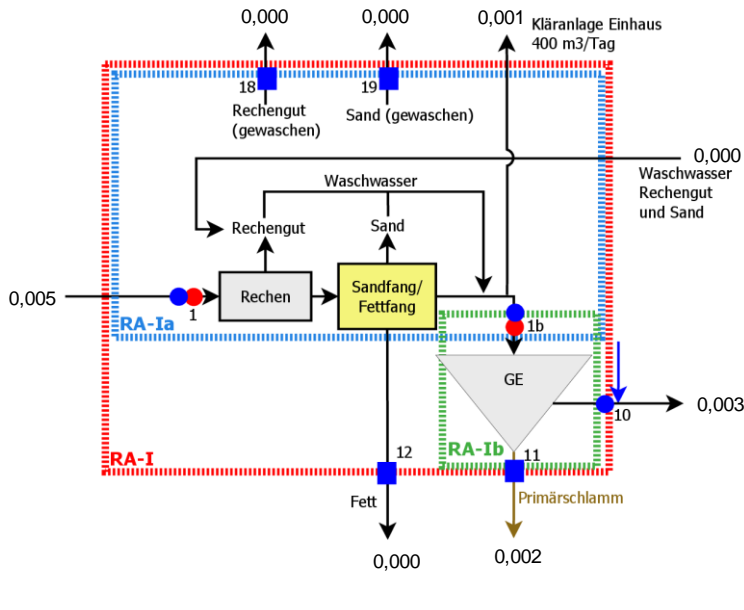 0,000
0,000
0,001
Kläranlage Einhaus
400 m3/Tag
18
19
Rechengut
(gewaschen)
Sand (gewaschen)
0,000
Waschwasser
Rechengut
und Sand
Waschwasser
Rechengut
Sand
0,005
1
Rechen
Sandfang/
Fettfang
RA-Ia
1b
GE
10
0,003
RA-I
12
RA-Ib
11
Fett
Primärschlamm
0,000
0,002